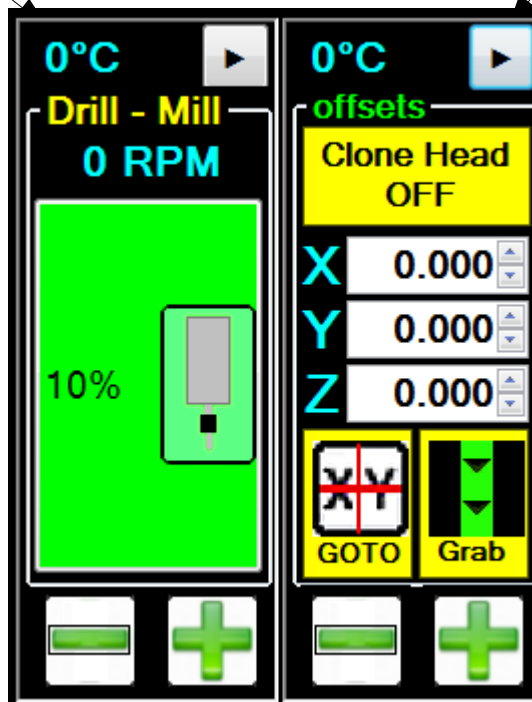 0°C
Drill - Mill
0 RPM
10%
0°C
offsets
Clone Head
OFF
X 0.000
Y 0.000
Z 0.000
XY
GOTO
Grab